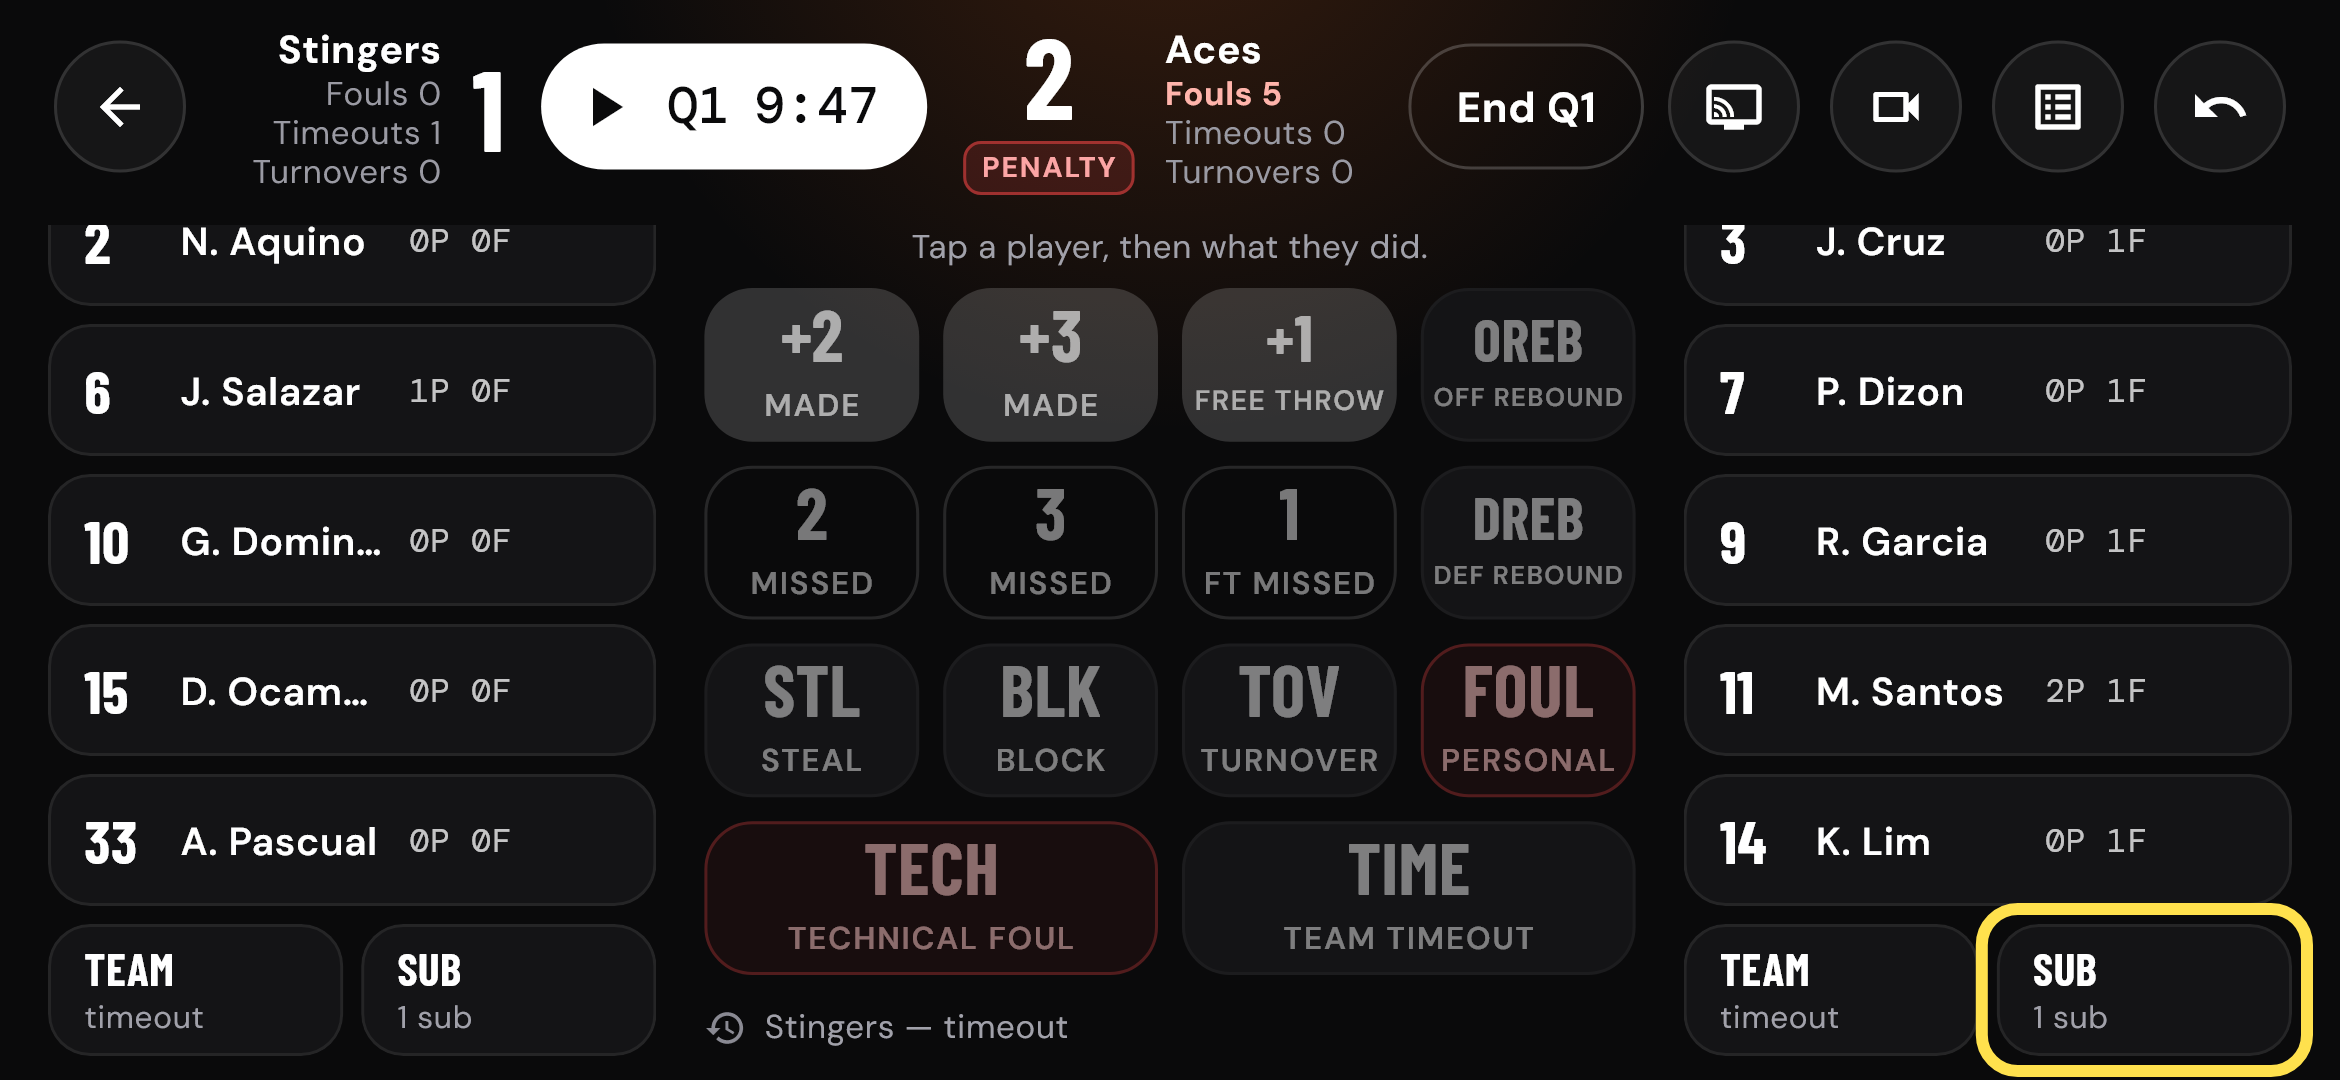 Stingers
Fouls 0
Timeouts 1
Turnovers 0
1
Q1 9:47
2
PENALTY
Aces
Fouls 5
Timeouts 0
Turnovers 0
End Q1
2 N. Aquino 0P 0F
6 J. Salazar 1P 0F
10 G. Domin... 0P 0F
15 D. Ocam... 0P 0F
33 A. Pascual 0P 0F
TEAM
timeout
SUB
1 sub
Tap a player, then what they did.
+2
MADE
+3
MADE
+1
FREE THROW
OREB
OFF REBOUND
2
MISSED
3
MISSED
1
FT MISSED
DREB
DEF REBOUND
STL
STEAL
BLK
BLOCK
TOV
TURNOVER
FOUL
PERSONAL
TECH
TECHNICAL FOUL
TIME
TEAM TIMEOUT
Stingers — timeout
3 J. Cruz 0P 1F
7 P. Dizon 0P 1F
9 R. Garcia 0P 1F
11 M. Santos 2P 1F
14 K. Lim 0P 1F
TEAM
timeout
SUB
1 sub